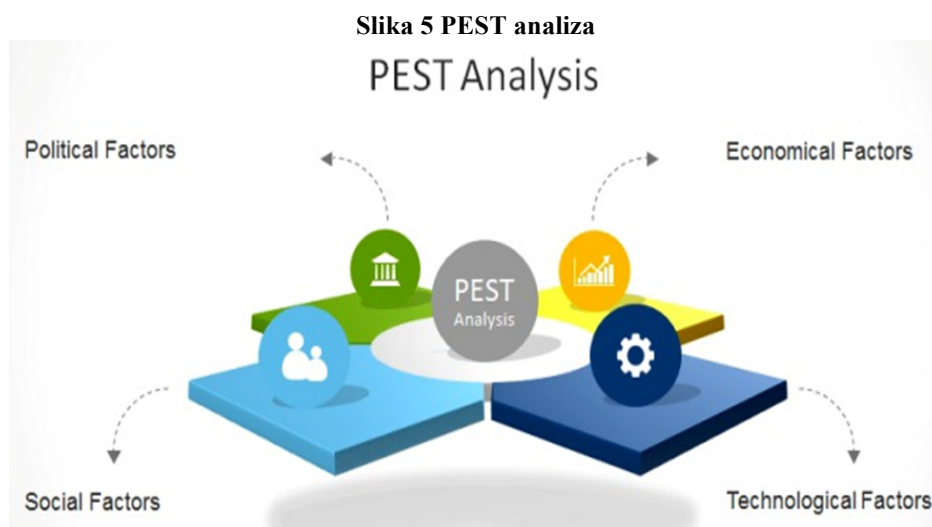 Slika 5 PEST analiza
PEST Analysis
Political Factors
Economical Factors
PEST
Analysis
Social Factors
Technological Factors